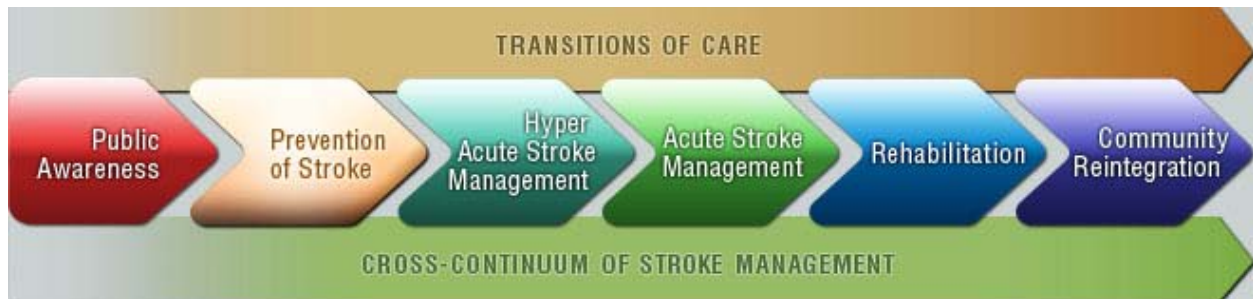 TRANSITIONS OF CARE
Public
Awareness
Prevention
of Stroke
Hyper
Acute Stroke
Management
Acute Stroke
Management
Rehabilitation
Community
Reintegration
CROSS-CONTINUUM OF STROKE MANAGEMENT